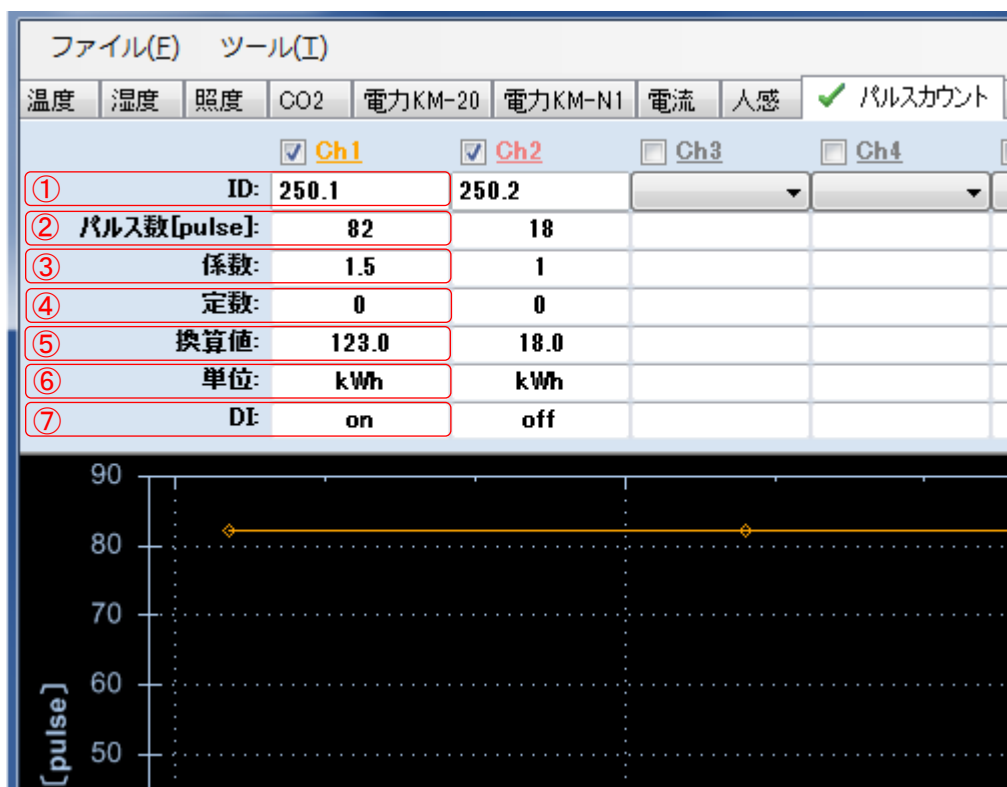 ファイル(F) ツール(T)
温度 湿度 照度 CO2 電力KM-20 電力KM-N1 電流 人感 パルスカウント
Ch1 Ch2 Ch3 Ch4
① ID: 250.1 250.2
② パルス数[pulse]: 82 18
③ 係数: 1.5 1
④ 定数: 0 0
⑤ 換算値: 123.0 18.0
⑥ 単位: kWh kWh
⑦ DI: on off
90
80
70
60
50
[pulse]